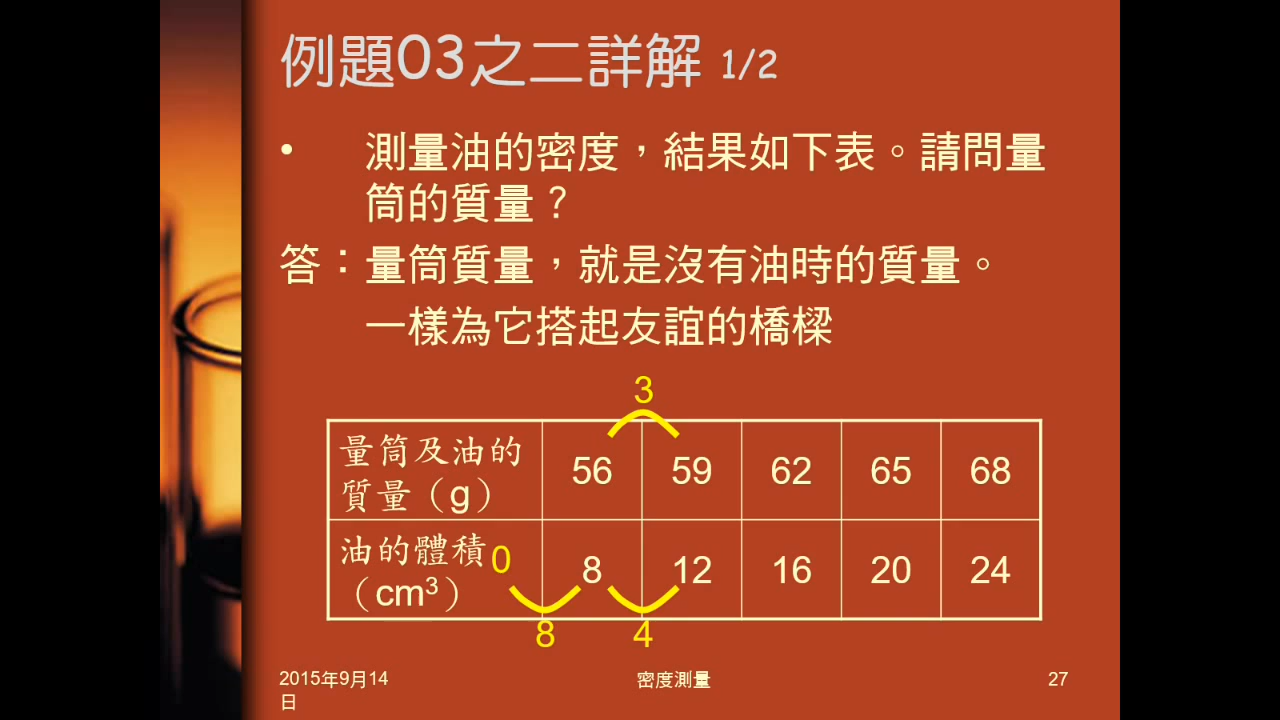 例題03之二詳解 1/2
• 測量油的密度，結果如下表。請問量
筒的質量？
答：量筒質量，就是沒有油時的質量。
一樣為它搭起友誼的橋樑
3
量筒及油的
質量（g） 56 59 62 65 68
油的體積 0
（cm³） 8 12 16 20 24
8 4
2015年9月14
日
密度測量
27